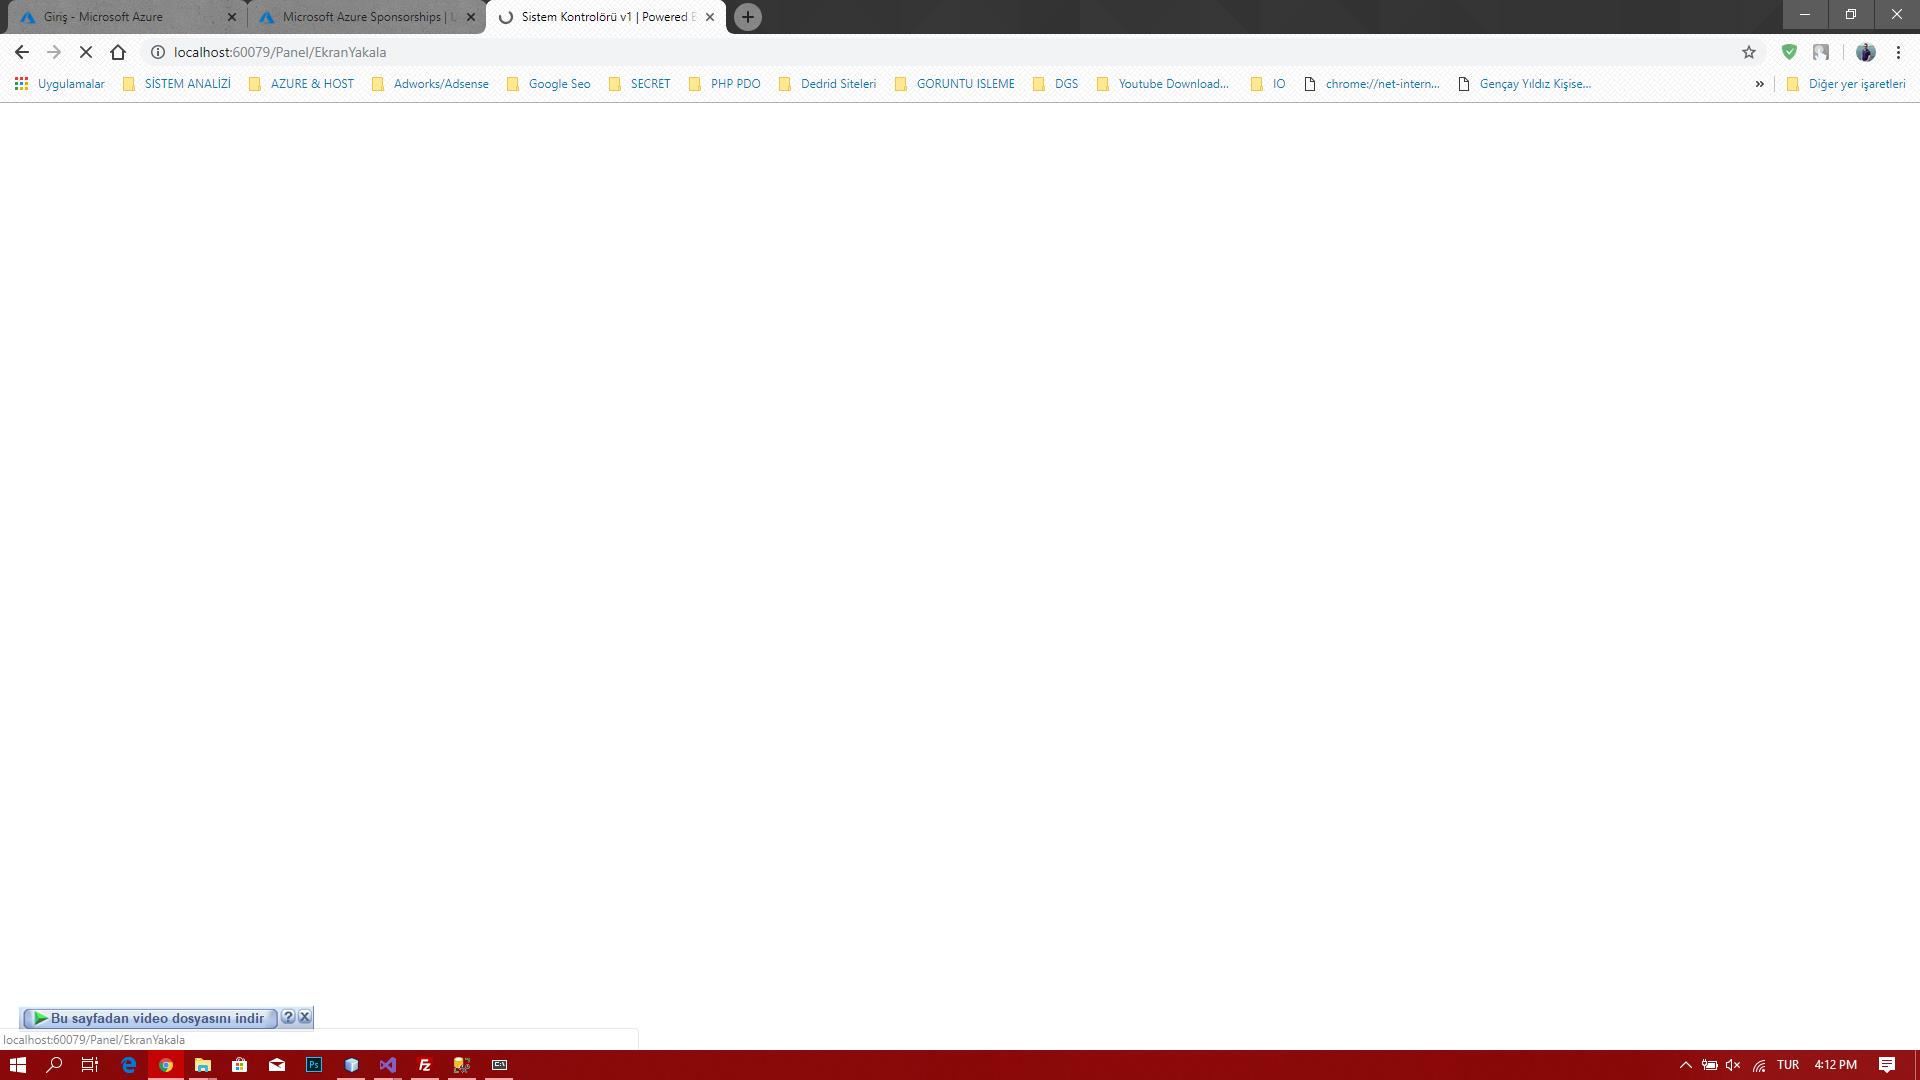 Giriş - Microsoft Azure
Microsoft Azure Sponsorships |
Sistem Kontrolörü v1 | Powered
localhost:60079/Panel/EkranYakala
Uygulamalar SİSTEM ANALİZİ AZURE & HOST Adworks/Adsense Google Seo SECRET PHP PDO Dedrid Siteleri GORUNTU ISLEME DGS Youtube Download... IO chrome://net-intern... Gençay Yıldız Kişise... » Diğer yer işaretleri
Bu sayfadan video dosyasını indir ?
localhost:60079/Panel/EkranYakala
Ps Fz C:\ TUR 4:12 PM